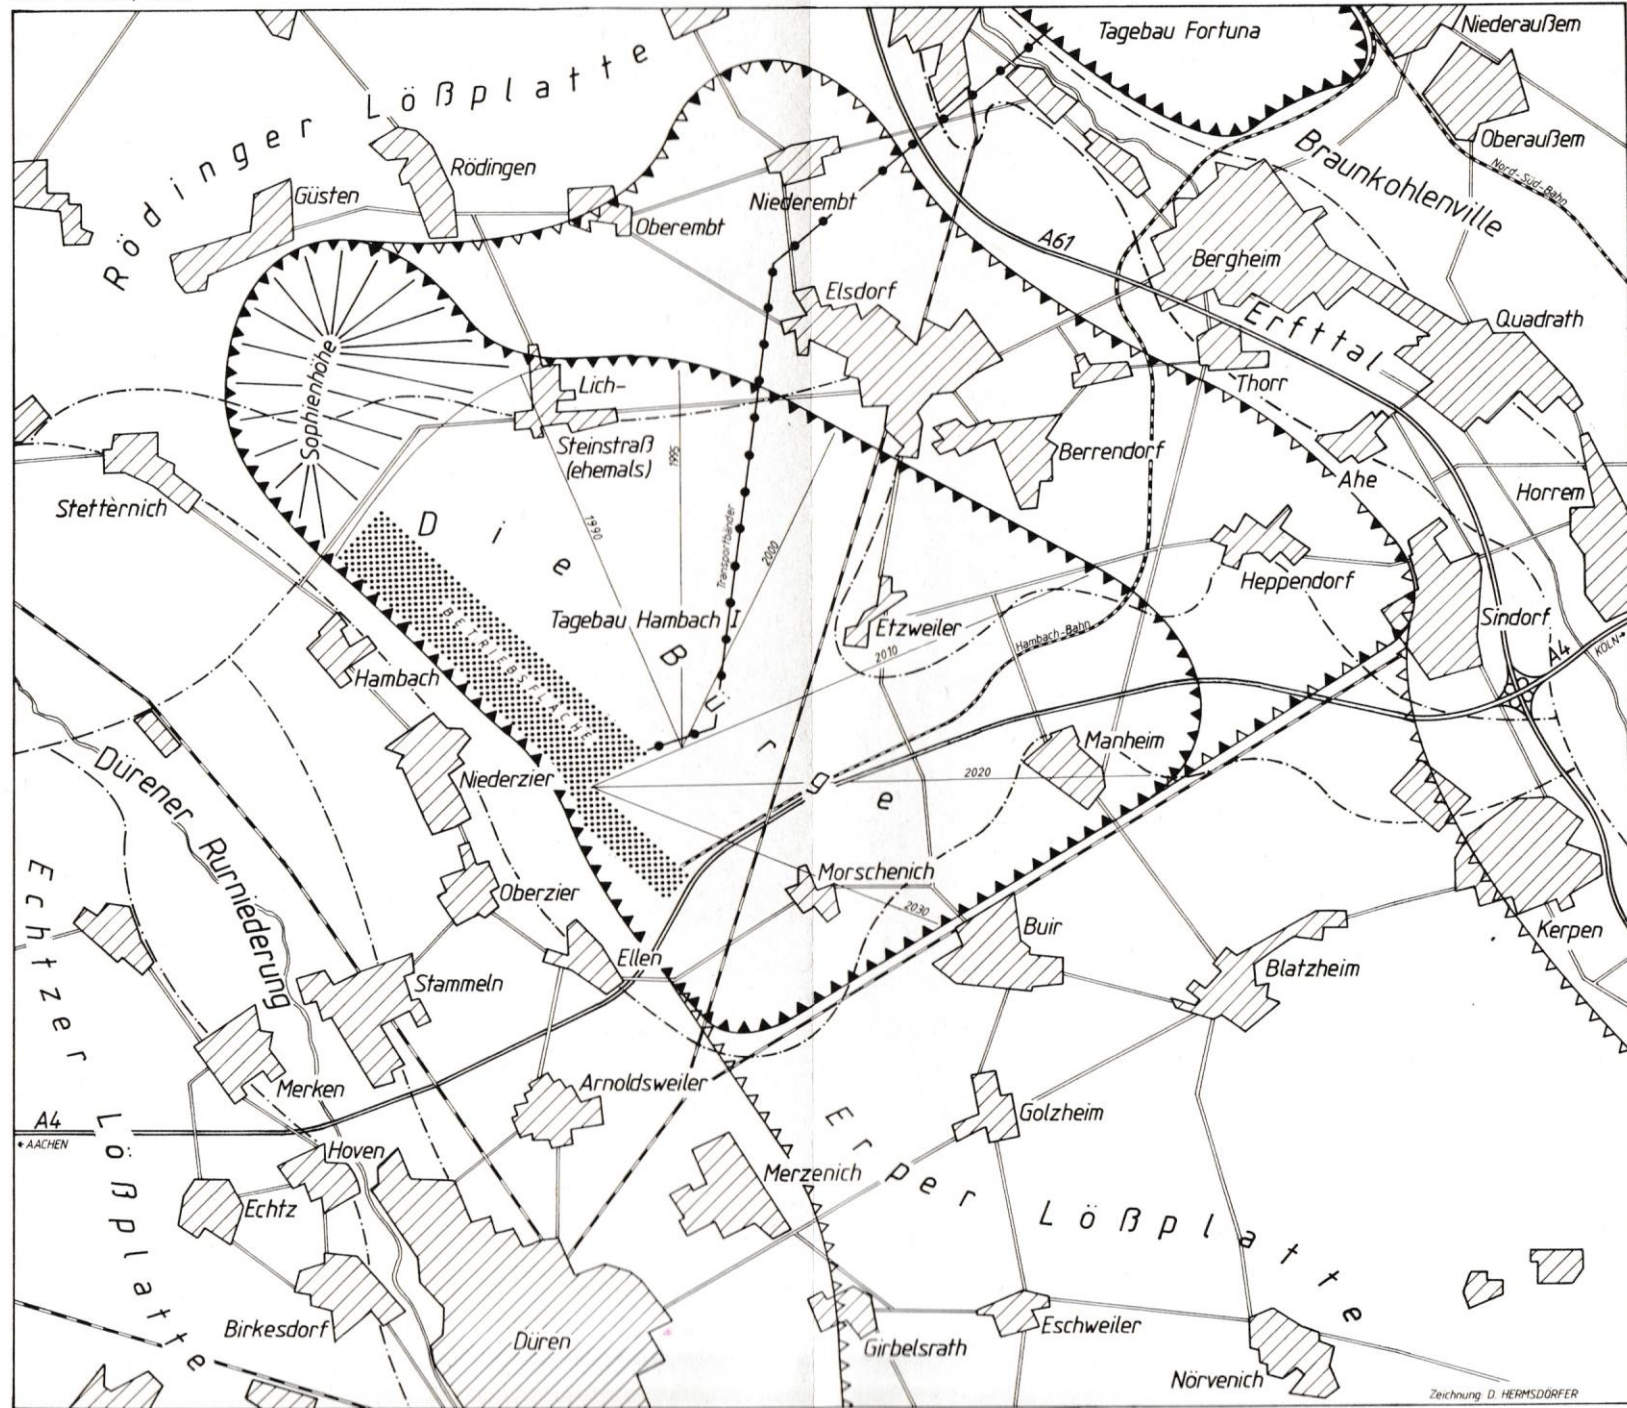 Tagebau Fortuna
Niederaußem
Oberaußem
Nord-Süd-Bahn
Braunkohlenville
Rödinger Lößplatte
Rödingen
Güsten
Oberembt
Niederembt
A61
Bergheim
Elsdorf
Erfttal
Quadrath
Sophienhöhe
Lich-
Steinstraß
(ehemals)
1995
1990
2000
Transportbänder
Thorr
Berrendorf
Ahe
Horrem
Stetternich
Die Bürge
Tagebau Hambach I
BETRIEBSFLÄCHE
Etzweiler
2010
Hambach-Bahn
Heppendorf
Sindorf
A4
KÖLN→
Hambach
Niederzier
Manheim
2020
Dürener Rurniederung
Oberzier
Morschenich
2030
Buir
Kerpen
Blatzheim
Ellen
Stammeln
Echtzer Lößplatte
Merken
Arnoldsweiler
Golzheim
A4
←AACHEN
Hoven
Merzenich
Erper Lößplatte
Echtz
Birkesdorf
Düren
Girbelsrath
Eschweiler
Nörvenich
Zeichnung: D. HERMSDÖRFER